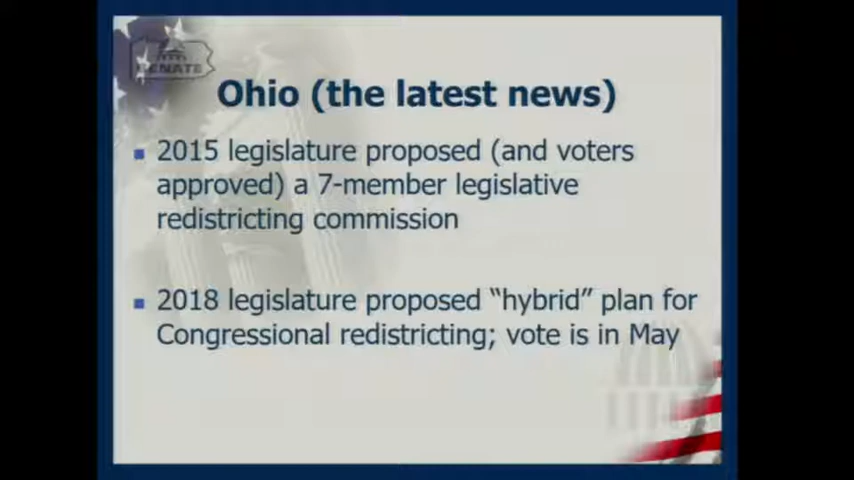 SENATE
Ohio (the latest news)
2015 legislature proposed (and voters
approved) a 7-member legislative
redistricting commission
2018 legislature proposed “hybrid” plan for
Congressional redistricting; vote is in May